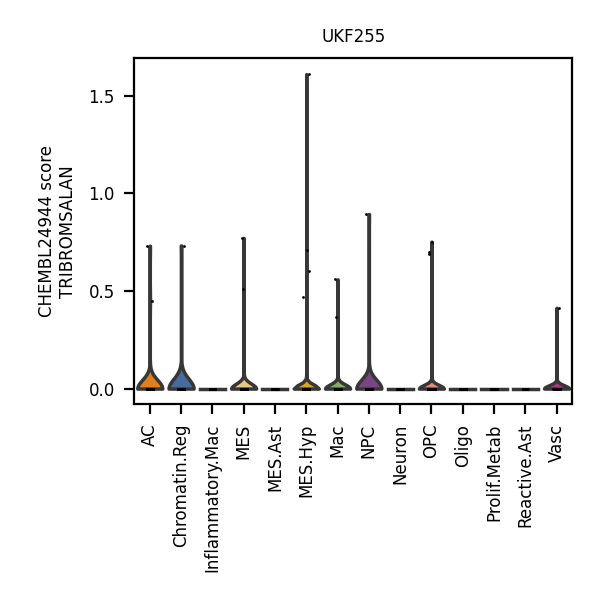 UKF255
CHEMBL24944 score
TRIBROMSALAN
1.5
1.0
0.5
0.0
AC
Chromatin.Reg
Inflammatory.Mac
MES
MES.Ast
MES.Hyp
Mac
NPC
Neuron
OPC
Oligo
Prolif.Metab
Reactive.Ast
Vasc